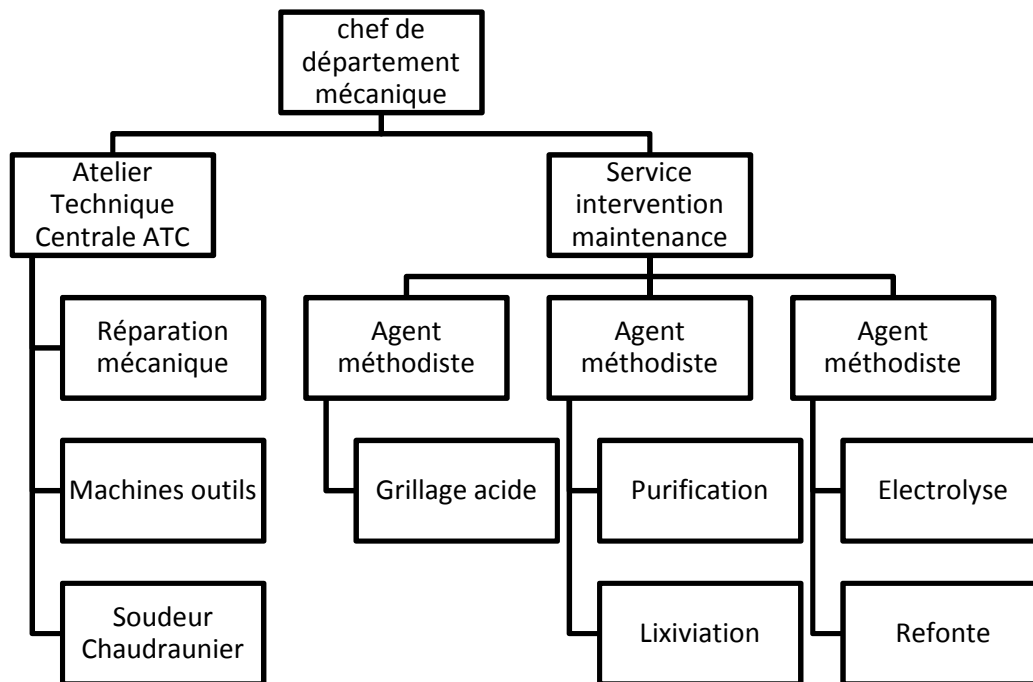 chef de
département
mécanique
Atelier
Technique
Centrale ATC
Service
intervention
maintenance
Réparation
mécanique
Agent
méthodiste
Agent
méthodiste
Agent
méthodiste
Machines outils
Grillage acide
Purification
Electrolyse
Soudeur
Chaudraunier
Lixiviation
Refonte